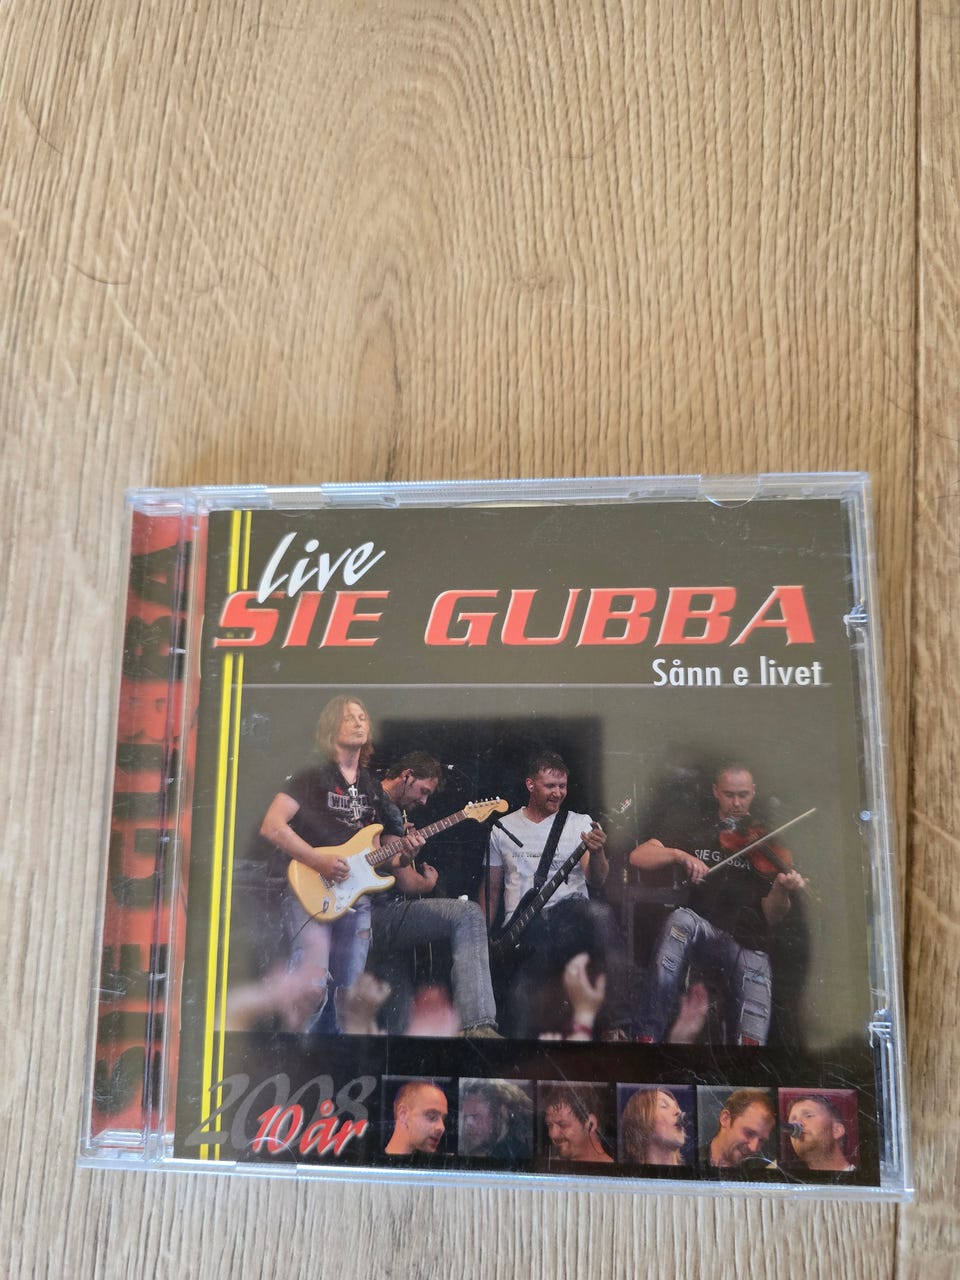 Live
SIE GUBBA
Sånn e livet
SIE GUBBA
2008
10 år